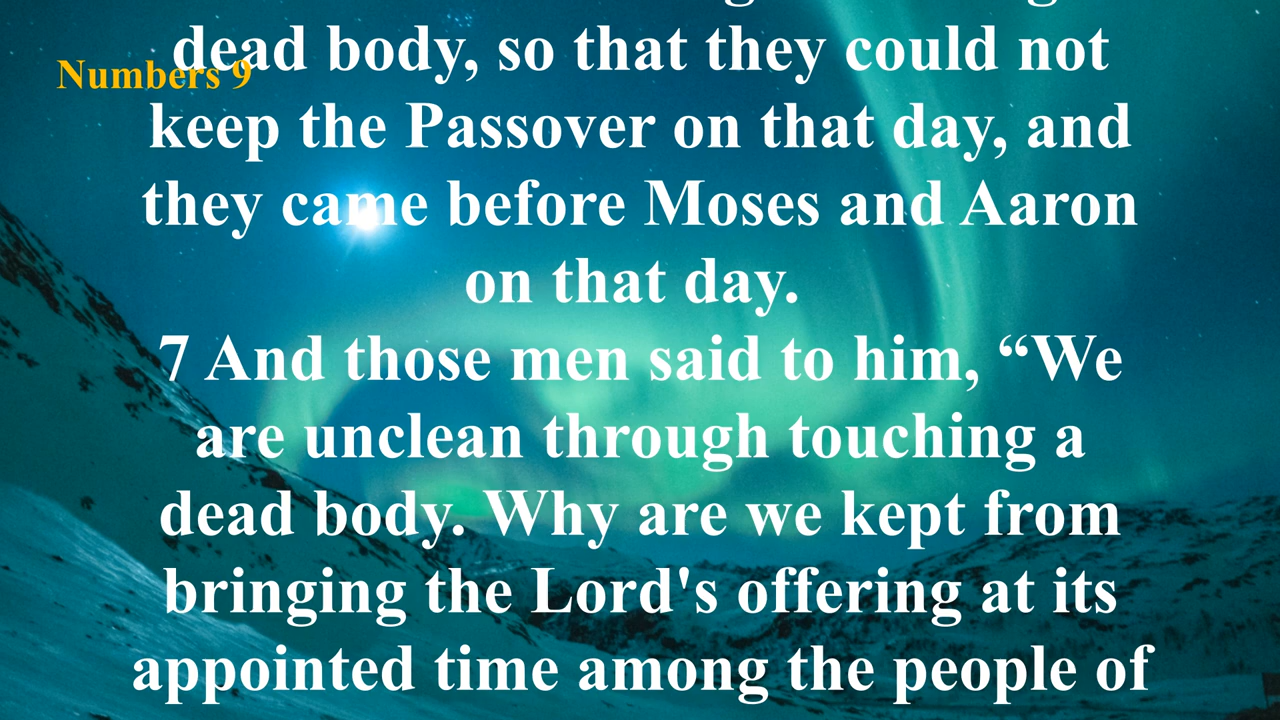 Numbers 9
dead body, so that they could not
keep the Passover on that day, and
they came before Moses and Aaron
on that day.
7 And those men said to him, “We
are unclean through touching a
dead body. Why are we kept from
bringing the Lord's offering at its
appointed time among the people of